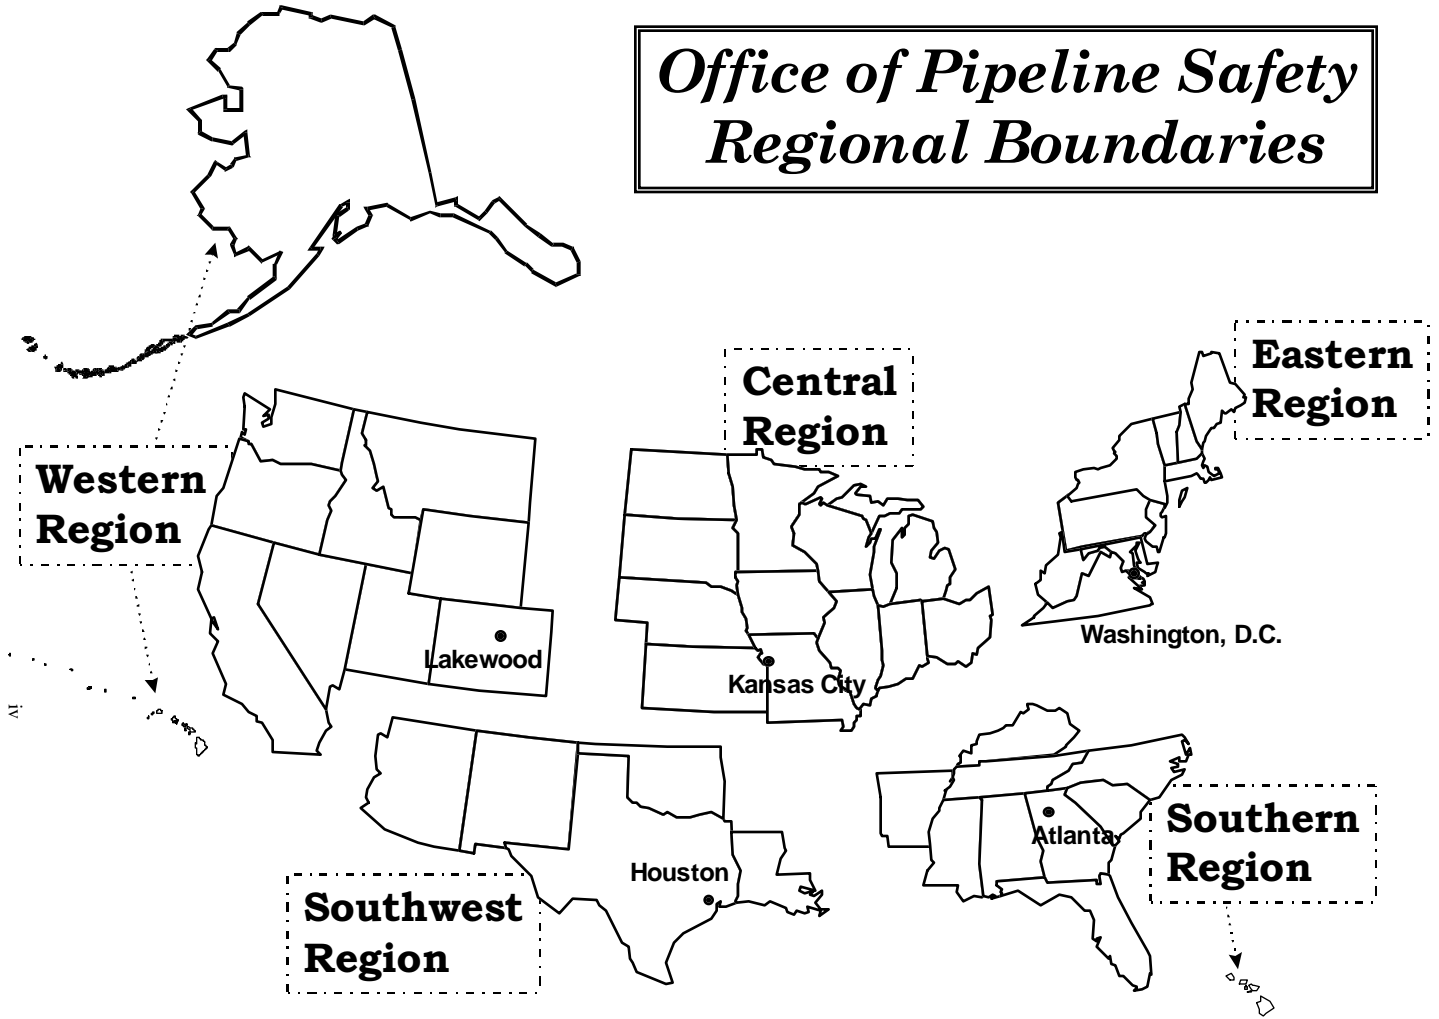 Office of Pipeline Safety
Regional Boundaries
Eastern
Region
Central
Region
Western
Region
Lakewood
Washington, D.C.
Kansas City
iv
Southern
Region
Atlanta
Houston
Southwest
Region